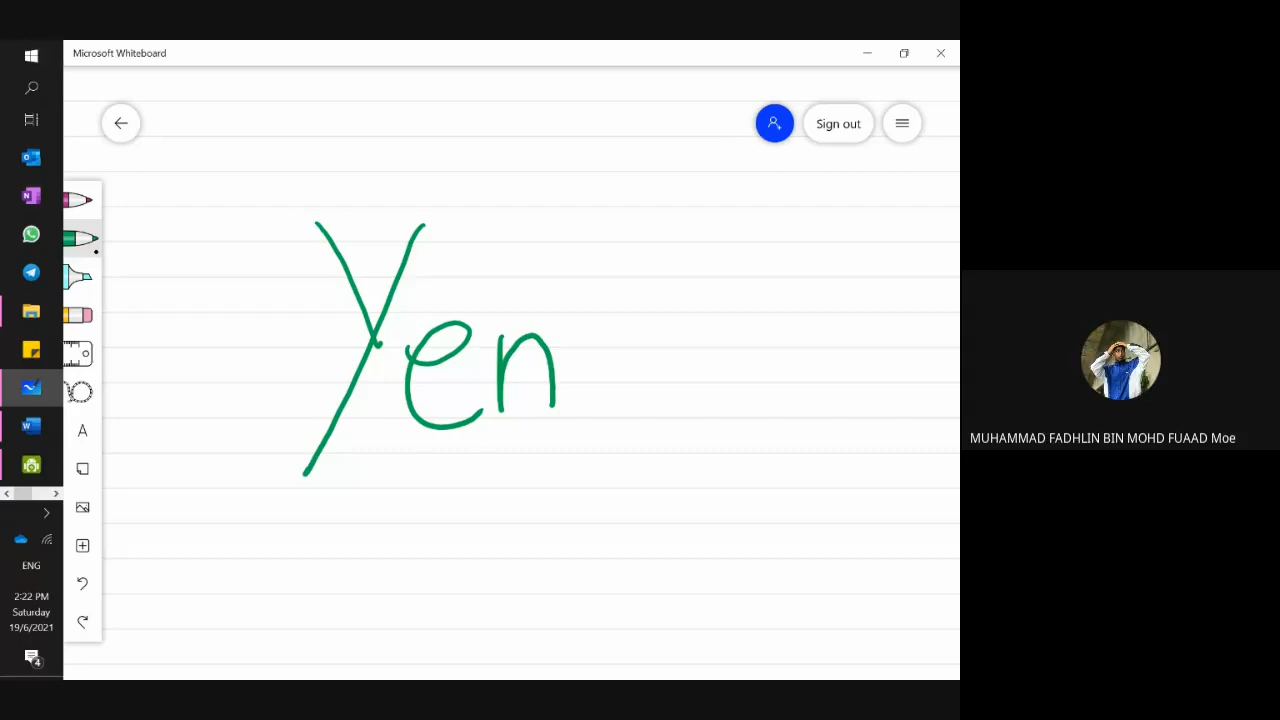 Microsoft Whiteboard
Sign out
Yen
A
MUHAMMAD FADHLIN BIN MOHD FUAAD Moe
ENG
2:22 PM
Saturday
19/6/2021
4